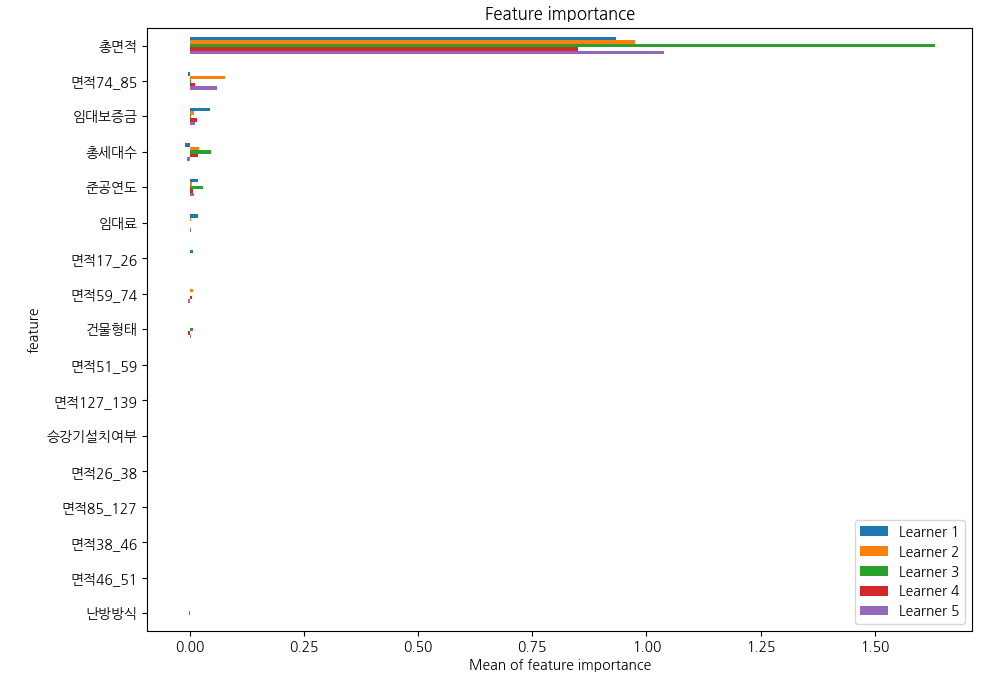 Feature importance
총면적
면적74_85
임대보증금
총세대수
준공연도
임대료
면적17_26
면적59_74
건물형태
면적51_59
면적127_139
승강기설치여부
면적26_38
면적85_127
면적38_46
면적46_51
난방방식
feature
Learner 1
Learner 2
Learner 3
Learner 4
Learner 5
0.00 0.25 0.50 0.75 1.00 1.25 1.50
Mean of feature importance